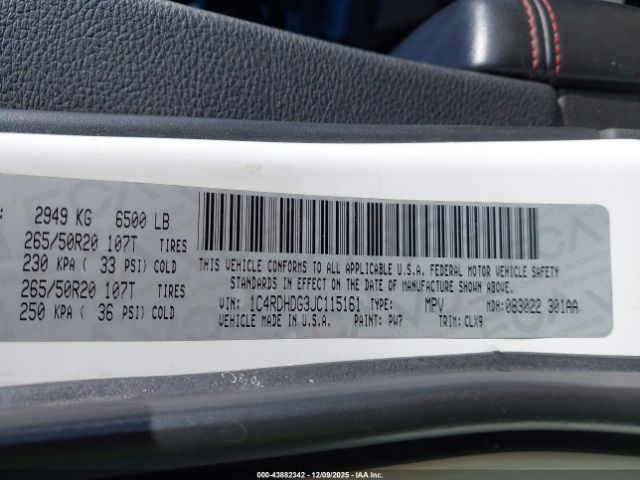 : 2949 KG 6500 LB
265/50R20 107T TIRES
230 KPA ( 33 PSI) COLD
265/50R20 107T TIRES
250 KPA ( 36 PSI) COLD
THIS VEHICLE CONFORMS TO ALL APPLICABLE U.S.A. FEDERAL MOTOR VEHICLE SAFETY
STANDARDS IN EFFECT ON THE DATE OF MANUFACTURE SHOWN ABOVE.
VIN: 1C4RDHDG3JC115161 TYPE: MPV MDH: 083022 301AA
VEHICLE MADE IN U.S.A. PAINT: PW7 TRIM: CLX9
000-43882342 | 12/09/2025 | IAA, Inc.